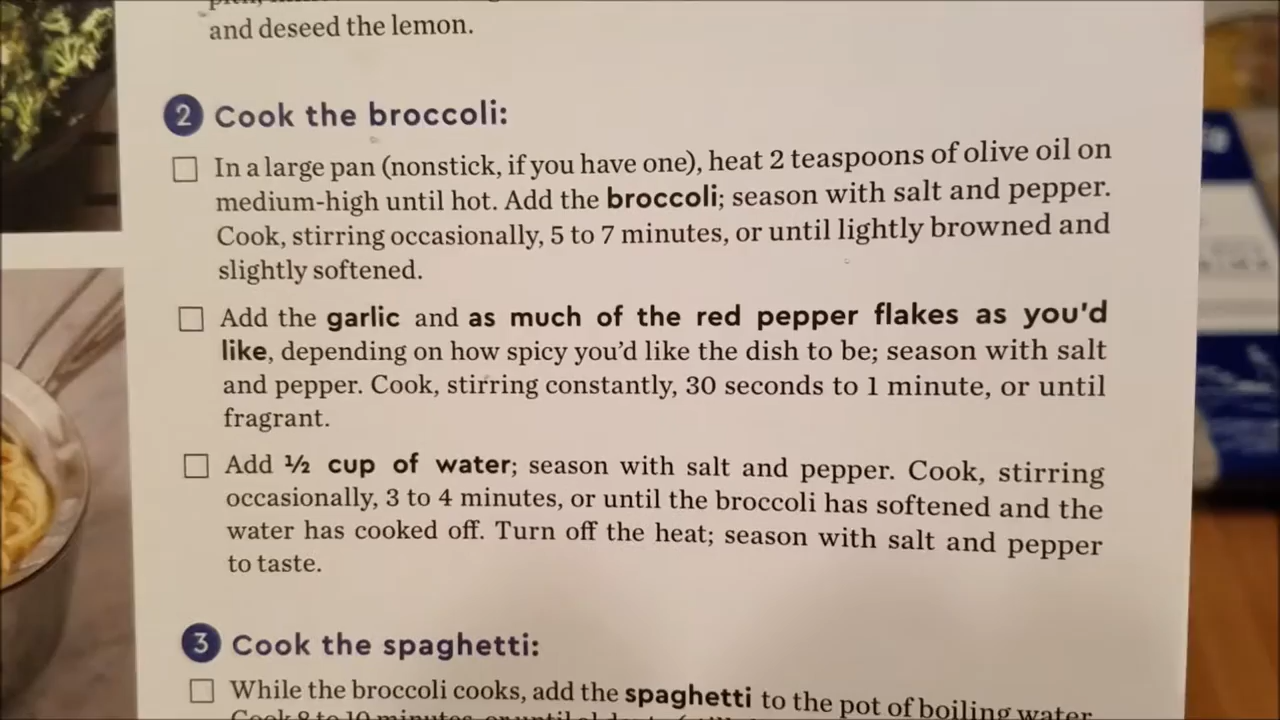 and deseed the lemon.
2 Cook the broccoli:
In a large pan (nonstick, if you have one), heat 2 teaspoons of olive oil on
medium-high until hot. Add the broccoli; season with salt and pepper.
Cook, stirring occasionally, 5 to 7 minutes, or until lightly browned and
slightly softened.
Add the garlic and as much of the red pepper flakes as you'd
like, depending on how spicy you'd like the dish to be; season with salt
and pepper. Cook, stirring constantly, 30 seconds to 1 minute, or until
fragrant.
Add ½ cup of water; season with salt and pepper. Cook, stirring
occasionally, 3 to 4 minutes, or until the broccoli has softened and the
water has cooked off. Turn off the heat; season with salt and pepper
to taste.
3 Cook the spaghetti:
While the broccoli cooks, add the spaghetti to the pot of boiling water.
Cook 8 to 10 minutes, or until